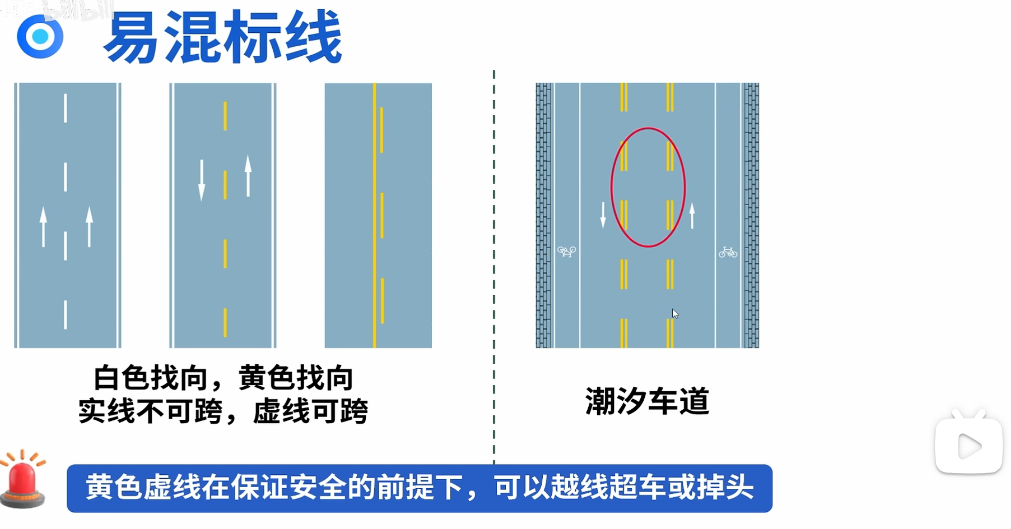 bilibili
易混标线
白色找向，黄色找向
实线不可跨，虚线可跨
潮汐车道
黄色虚线在保证安全的前提下，可以越线超车或掉头